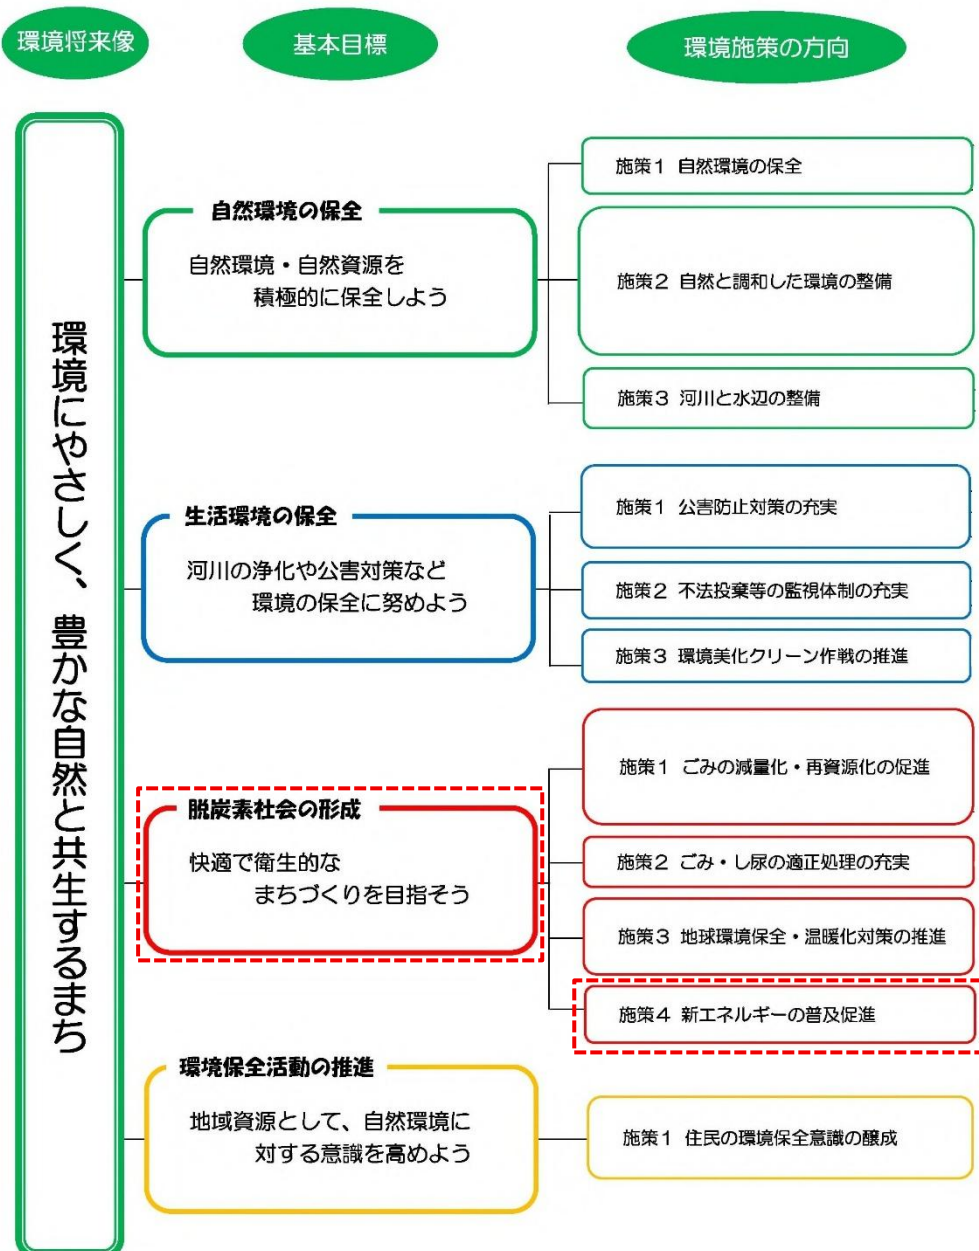 環境将来像
基本目標
環境施策の方向
環境にやさしく、豊かな自然と共生するまち
自然環境の保全
自然環境・自然資源を
積極的に保全しよう
施策1 自然環境の保全
施策2 自然と調和した環境の整備
施策3 河川と水辺の整備
生活環境の保全
河川の浄化や公害対策など
環境の保全に努めよう
施策1 公害防止対策の充実
施策2 不法投棄等の監視体制の充実
施策3 環境美化クリーン作戦の推進
脱炭素社会の形成
快適で衛生的な
まちづくりを目指そう
施策1 ごみの減量化・再資源化の促進
施策2 ごみ・し尿の適正処理の充実
施策3 地球環境保全・温暖化対策の推進
施策4 新エネルギーの普及促進
環境保全活動の推進
地域資源として、自然環境に
対する意識を高めよう
施策1 住民の環境保全意識の醸成